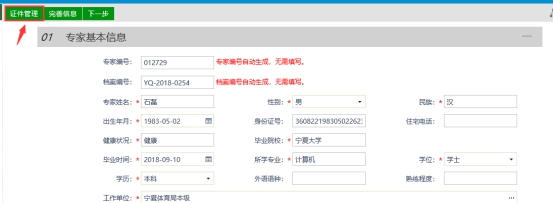 证件管理 完善信息 下一步
01 专家基本信息
专家编号: 012729 专家编号自动生成，无需填写。
档案编号: YQ-2018-0254 档案编号自动生成，无需填写。
专家姓名: * 石磊 性别: * 男 民族: * 汉
出生年月: * 1983-05-02 身份证号: 36082219830502262 住宅电话:
健康状况: * 健康 毕业院校: * 宁夏大学
毕业时间: * 2018-09-10 所学专业: * 计算机 学位: * 学士
学历: * 本科 外语语种: 熟练程度:
工作单位: * 宁夏体育局本级